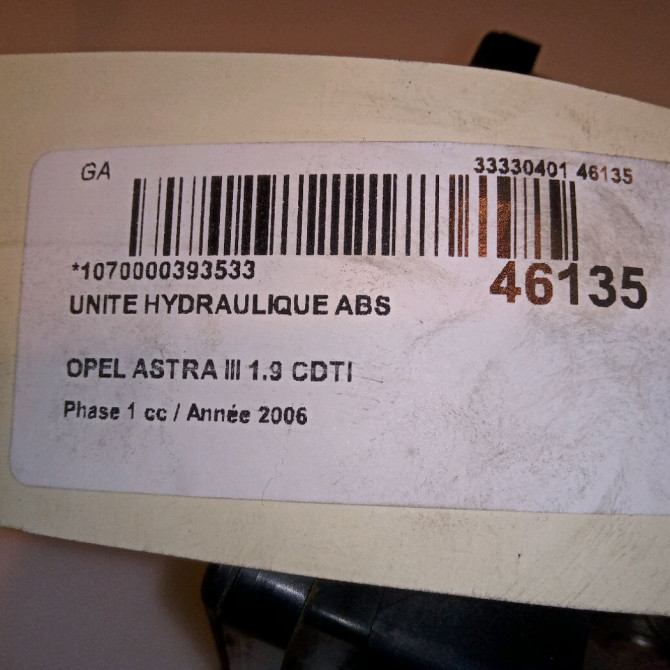 GA
33330401 46135
*1070000393533
46135
UNITE HYDRAULIQUE ABS
OPEL ASTRA III 1.9 CDTI
Phase 1 cc / Année 2006